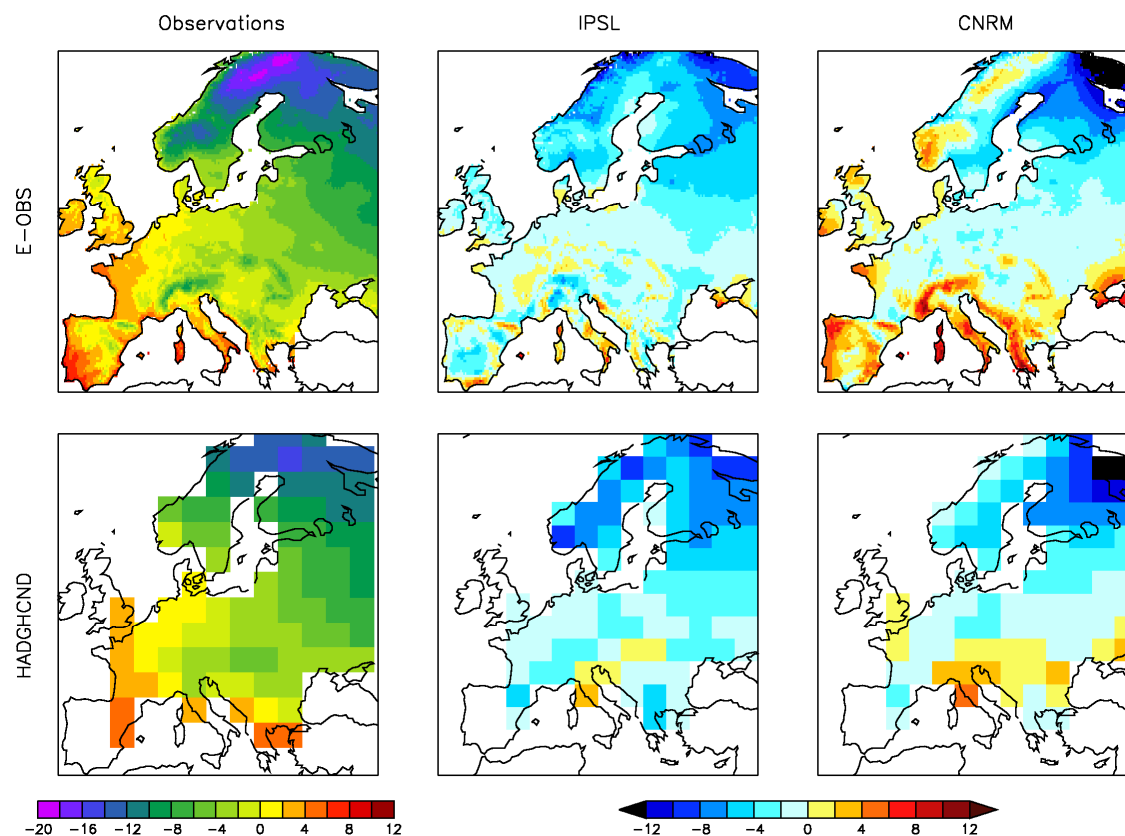 Observations
IPSL
CNRM
E-OBS
HADGHCND
-20 -16 -12 -8 -4 0 4 8 12
-12 -8 -4 0 4 8 12